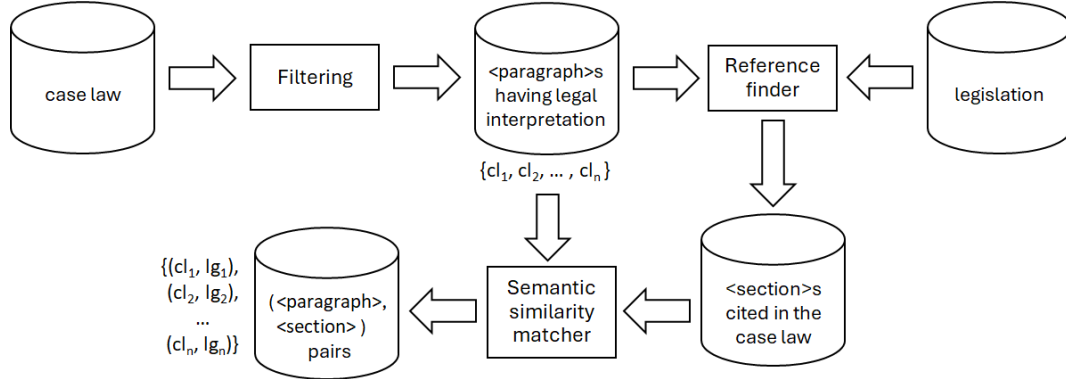 case law
Filtering
<paragraph>s
having legal
interpretation
{cl₁, cl₂, ... , clₙ}
Reference
finder
legislation
{(cl₁, lg₁),
(cl₂, lg₂),
...
(clₙ, lgₙ)}
(<paragraph>,
<section> )
pairs
Semantic
similarity
matcher
<section>s
cited in the
case law